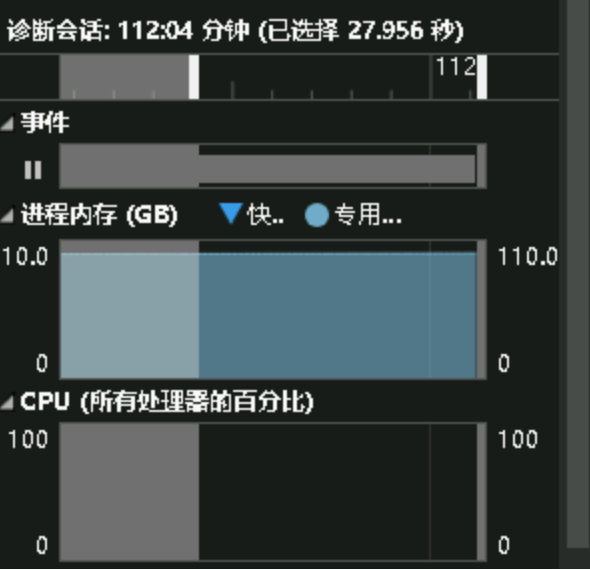 诊断会话: 112:04 分钟 (已选择 27.956 秒)
112
事件
进程内存 (GB) 快.. 专用...
10.0 110.0
0 0
CPU (所有处理器的百分比)
100 100
0 0